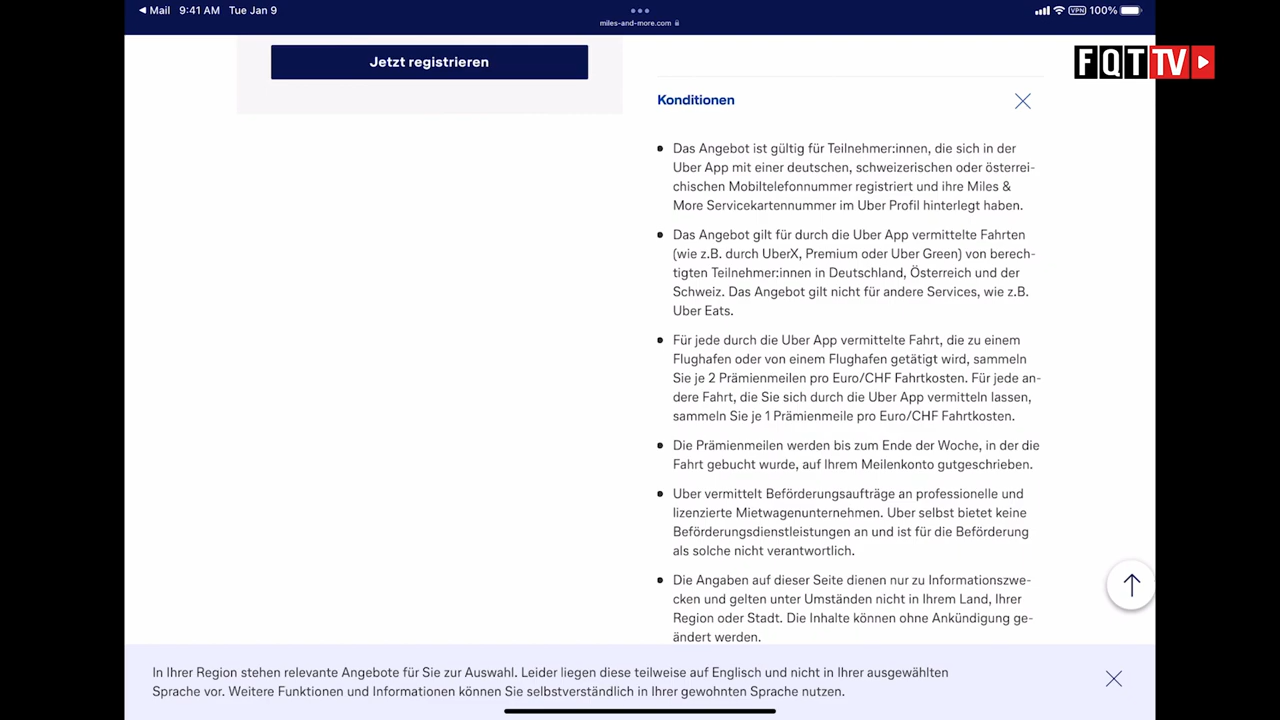 Mail 9:41 AM Tue Jan 9
miles-and-more.com
VPN 100%
FQT TV
Jetzt registrieren
Konditionen
Das Angebot ist gültig für Teilnehmer:innen, die sich in der
Uber App mit einer deutschen, schweizerischen oder österrei-
chischen Mobiltelefonnummer registriert und ihre Miles &
More Servicekartennummer im Uber Profil hinterlegt haben.
Das Angebot gilt für durch die Uber App vermittelte Fahrten
(wie z.B. durch UberX, Premium oder Uber Green) von berech-
tigten Teilnehmer:innen in Deutschland, Österreich und der
Schweiz. Das Angebot gilt nicht für andere Services, wie z.B.
Uber Eats.
Für jede durch die Uber App vermittelte Fahrt, die zu einem
Flughafen oder von einem Flughafen getätigt wird, sammeln
Sie je 2 Prämienmeilen pro Euro/CHF Fahrtkosten. Für jede an-
dere Fahrt, die Sie sich durch die Uber App vermitteln lassen,
sammeln Sie je 1 Prämienmeile pro Euro/CHF Fahrtkosten.
Die Prämienmeilen werden bis zum Ende der Woche, in der die
Fahrt gebucht wurde, auf Ihrem Meilenkonto gutgeschrieben.
Uber vermittelt Beförderungsaufträge an professionelle und
lizenzierte Mietwagenunternehmen. Uber selbst bietet keine
Beförderungsdienstleistungen an und ist für die Beförderung
als solche nicht verantwortlich.
Die Angaben auf dieser Seite dienen nur zu Informationszwe-
cken und gelten unter Umständen nicht in Ihrem Land, Ihrer
Region oder Stadt. Die Inhalte können ohne Ankündigung ge-
ändert werden.
In Ihrer Region stehen relevante Angebote für Sie zur Auswahl. Leider liegen diese teilweise auf Englisch und nicht in Ihrer ausgewählten
Sprache vor. Weitere Funktionen und Informationen können Sie selbstverständlich in Ihrer gewohnten Sprache nutzen.